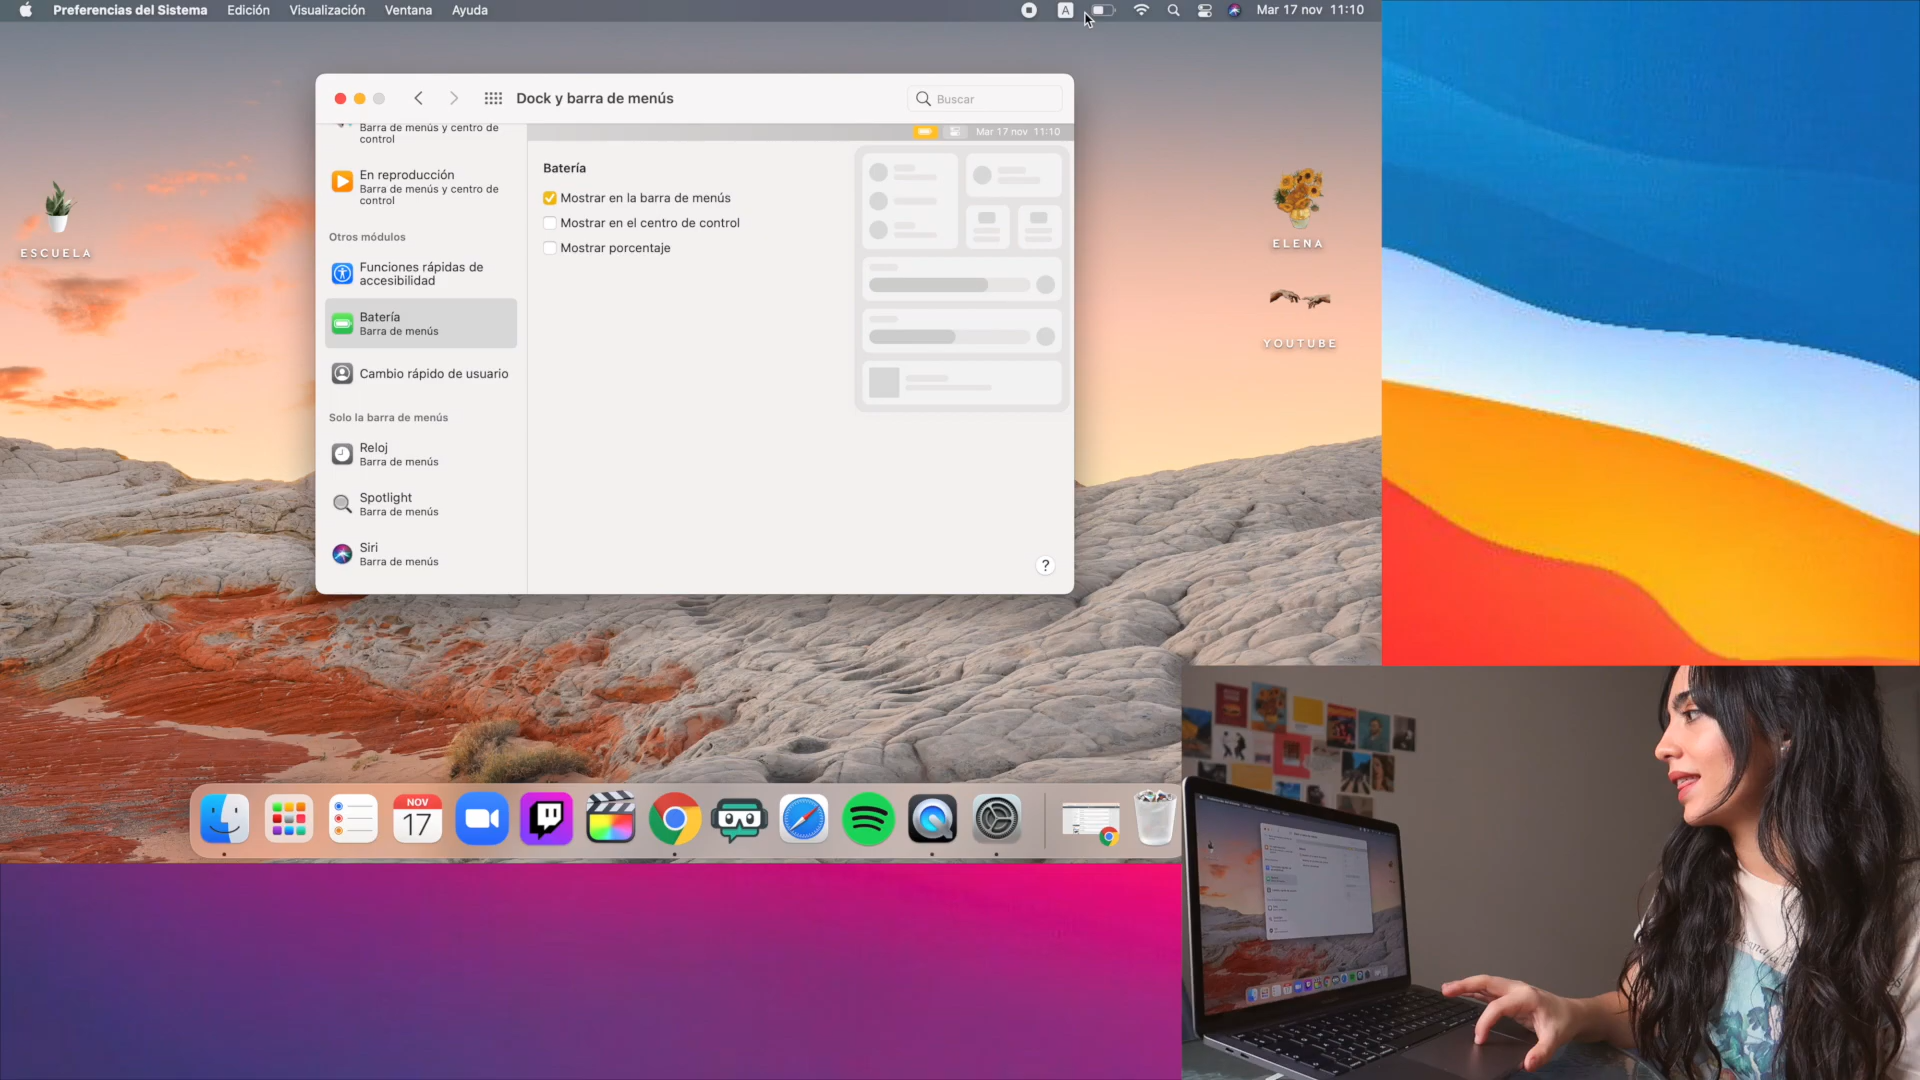 Preferencias del Sistema Edición Visualización Ventana Ayuda
A Mar 17 nov 11:10
Dock y barra de menús
Buscar
Barra de menús y centro de
control
En reproducción
Barra de menús y centro de
control
Otros módulos
Funciones rápidas de
accesibilidad
Batería
Barra de menús
Cambio rápido de usuario
Solo la barra de menús
Reloj
Barra de menús
Spotlight
Barra de menús
Siri
Barra de menús
Mar 17 nov 11:10
Batería
Mostrar en la barra de menús
Mostrar en el centro de control
Mostrar porcentaje
?
ESCUELA
ELENA
YOUTUBE
NOV
17